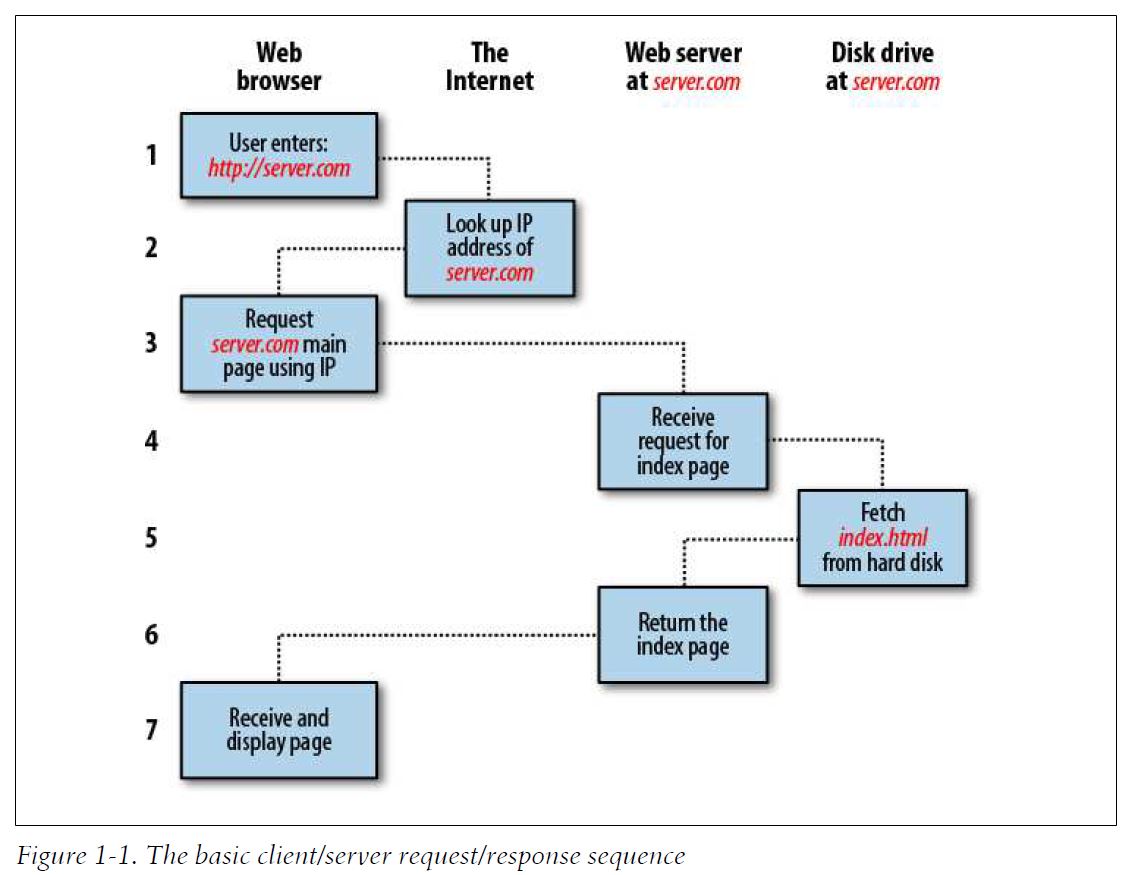 Web browser
The Internet
Web server at server.com
Disk drive at server.com
1
User enters:
http://server.com
2
Look up IP
address of
server.com
3
Request
server.com main
page using IP
4
Receive
request for
index page
5
Fetch
index.html
from hard disk
6
Return the
index page
7
Receive and
display page
Figure 1-1. The basic client/server request/response sequence